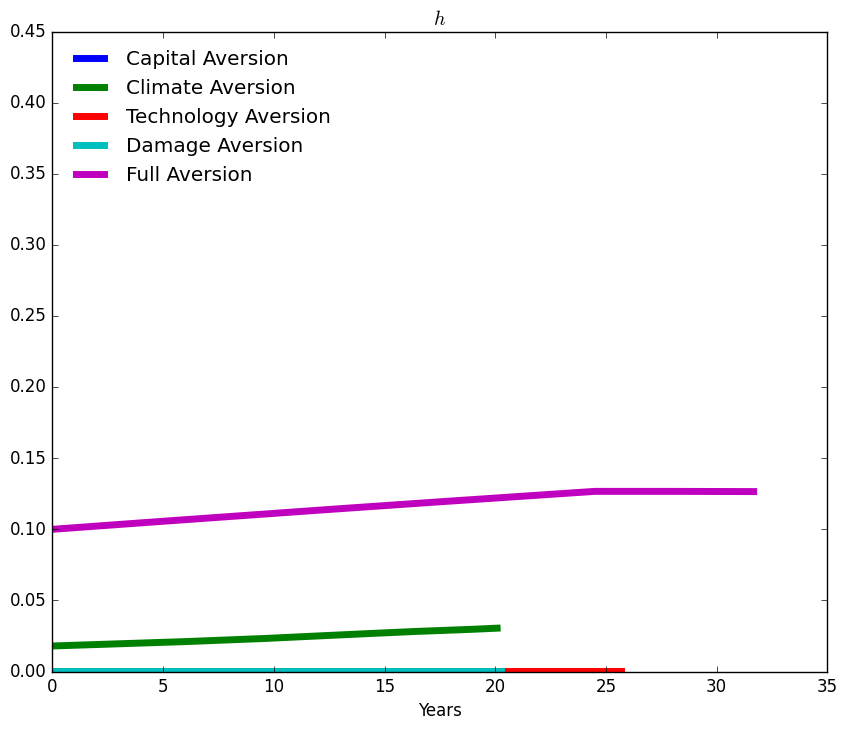 h
0.45
0.40
0.35
0.30
0.25
0.20
0.15
0.10
0.05
0.00
Capital Aversion
Climate Aversion
Technology Aversion
Damage Aversion
Full Aversion
0 5 10 15 20 25 30 35
Years